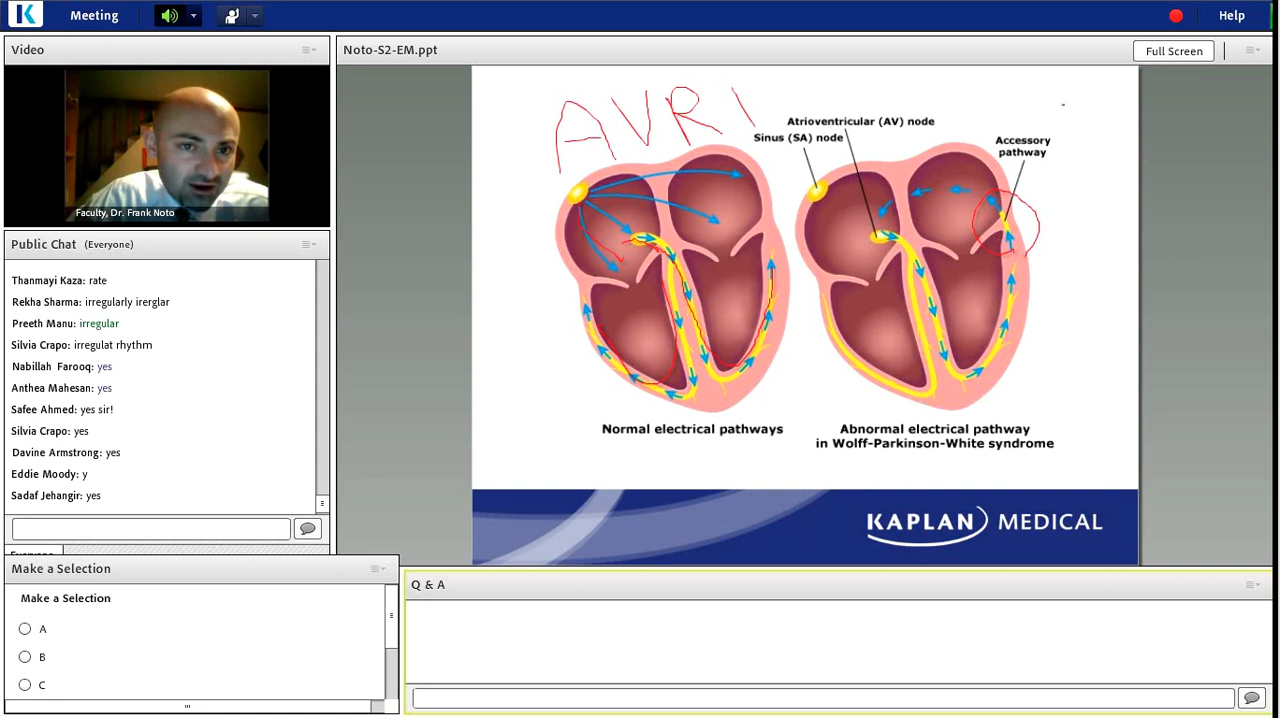 K
Meeting
Help
Video
Faculty, Dr. Frank Noto
Public Chat (Everyone)
Thanmayi Kaza: rate
Rekha Sharma: irregularly irerglar
Preeth Manu: irregular
Silvia Crapo: irregulat rhythm
Nabillah Farooq: yes
Anthea Mahesan: yes
Safee Ahmed: yes sir!
Silvia Crapo: yes
Davine Armstrong: yes
Eddie Moody: y
Sadaf Jehangir: yes
Everyone
Make a Selection
Make a Selection
A
B
C
Noto-S2-EM.ppt
Full Screen
AVR
Atrioventricular (AV) node
Sinus (SA) node
Accessory
pathway
Normal electrical pathways
Abnormal electrical pathway
in Wolff-Parkinson-White syndrome
KAPLAN MEDICAL
Q & A